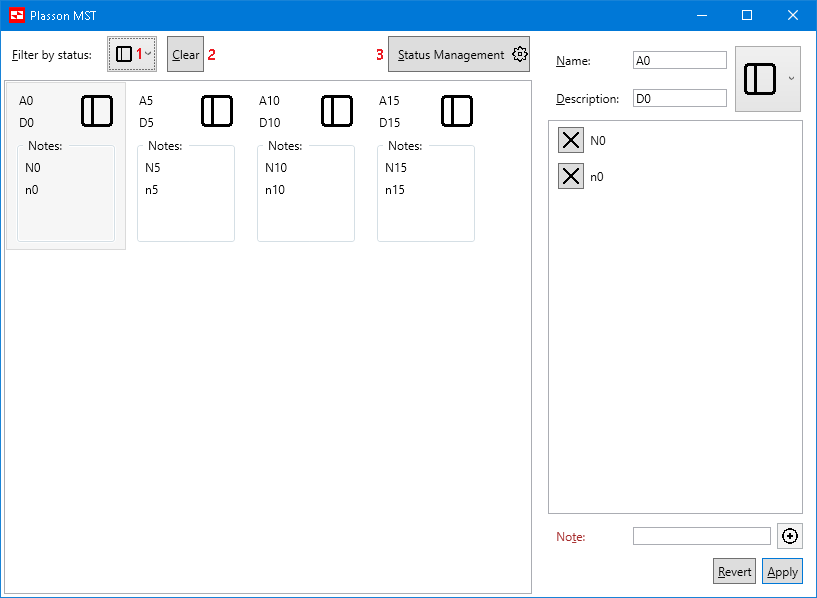 Plasson MST
Filter by status: 1 Clear 2 3 Status Management
A0
D0
Notes:
N0
n0
A5
D5
Notes:
N5
n5
A10
D10
Notes:
N10
n10
A15
D15
Notes:
N15
n15
Name: A0
Description: D0
N0
n0
Note:
Revert Apply